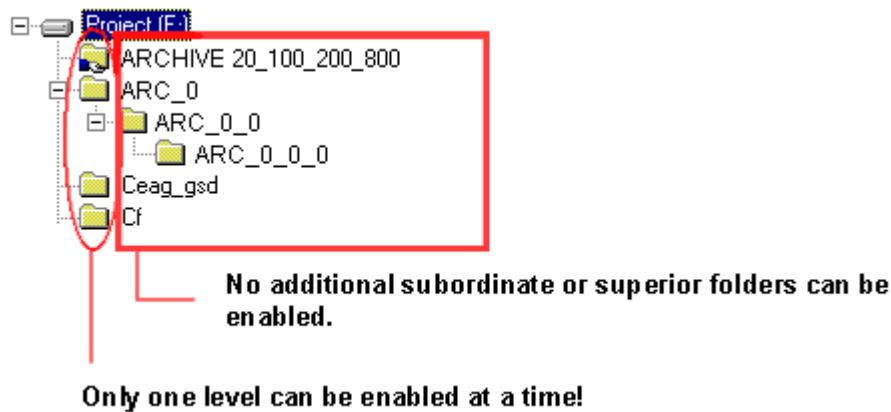 Project (F:)
ARCHIVE 20_100_200_800
ARC_0
ARC_0_0
ARC_0_0_0
Ceag_gsd
Cf
No additional subordinate or superior folders can be
enabled.
Only one level can be enabled at a time!